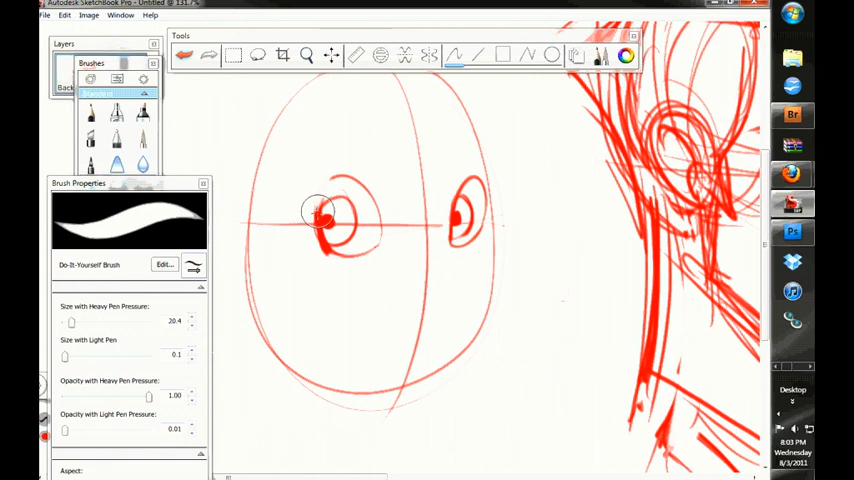 Autodesk SketchBook Pro - Untitled @ 131.7%
File Edit Image Window Help
Tools
Layers
Brushes
Standard
Back
Brush Properties
Do-It-Yourself Brush Edit...
Size with Heavy Pen Pressure:
20.4
Size with Light Pen
0.1
Opacity with Heavy Pen Pressure:
1.00
Opacity with Light Pen Pressure:
0.01
Aspect:
Br
Ps
Desktop
8:03 PM
Wednesday
8/3/2011